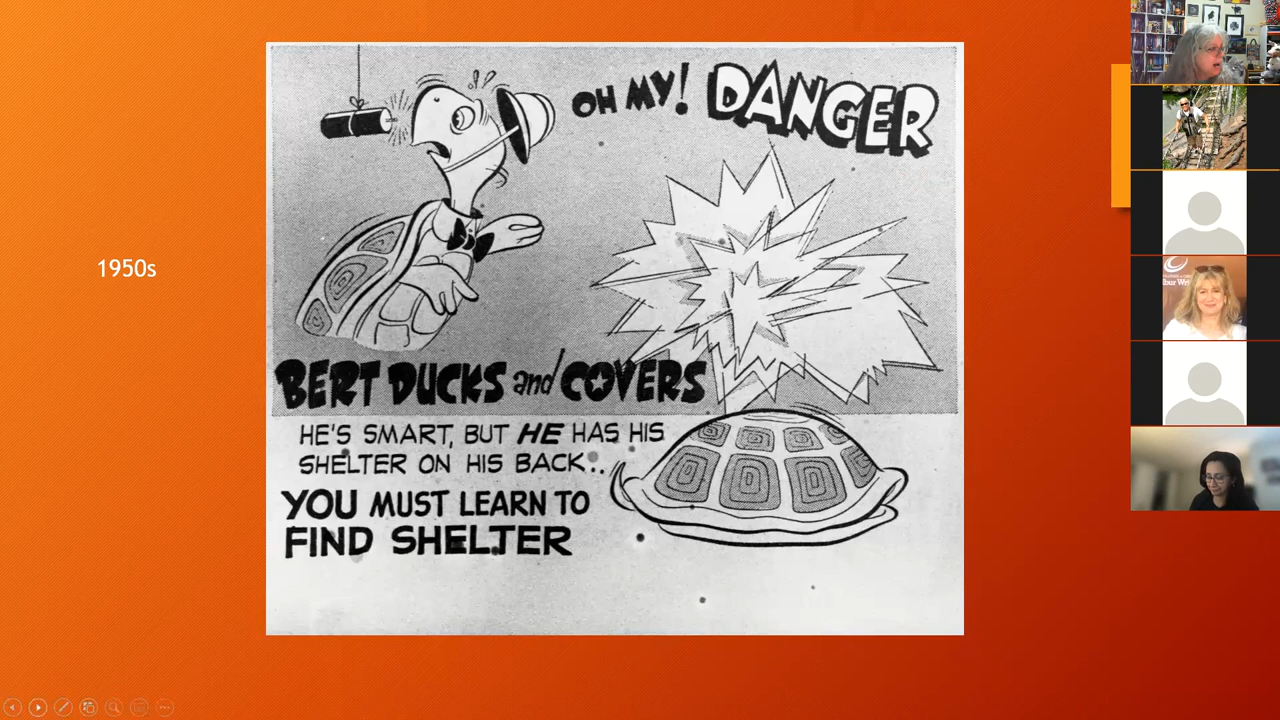 1950s
OH MY! DANGER
BERT DUCKS and COVERS
HE'S SMART, BUT HE HAS HIS
SHELTER ON HIS BACK..
YOU MUST LEARN TO
FIND SHELTER